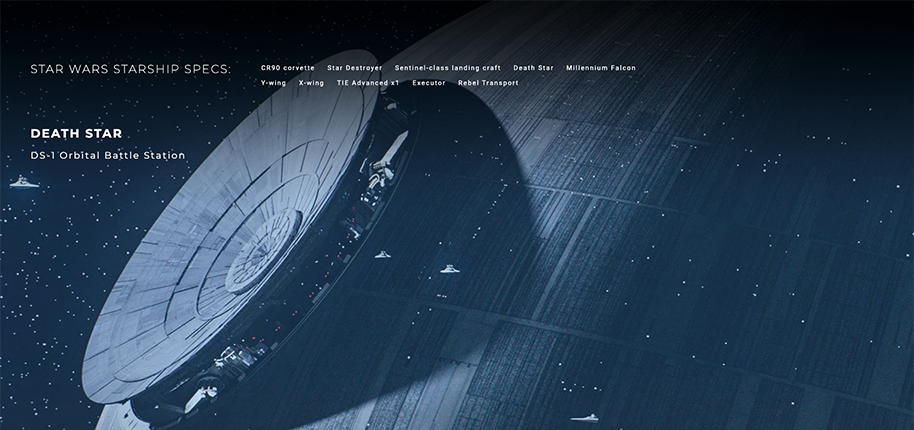 STAR WARS STARSHIP SPECS:
CR90 corvette Star Destroyer Sentinel-class landing craft Death Star Millennium Falcon
Y-wing X-wing TIE Advanced x1 Executor Rebel Transport
DEATH STAR
DS-1 Orbital Battle Station